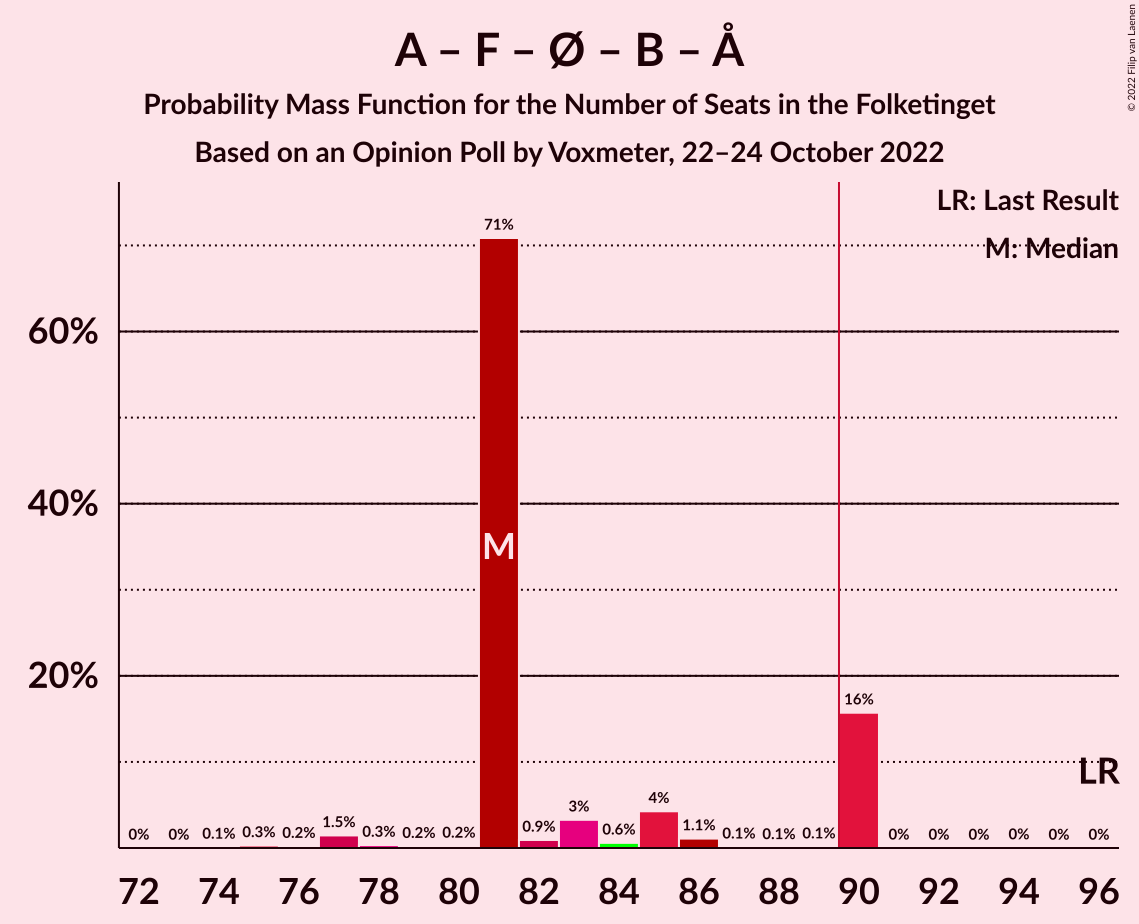 A – F – Ø – B – Å
Probability Mass Function for the Number of Seats in the Folketinget
Based on an Opinion Poll by Voxmeter, 22–24 October 2022
© 2022 Filip van Laenen
LR: Last Result
M: Median
71%
60%
40%
M
20%
16%
LR
0% 0% 0.1% 0.3% 0.2% 1.5% 0.3% 0.2% 0.2% 0.9% 3% 0.6% 4% 1.1% 0.1% 0.1% 0.1% 0% 0% 0% 0% 0% 0%
72 74 76 78 80 82 84 86 88 90 92 94 96